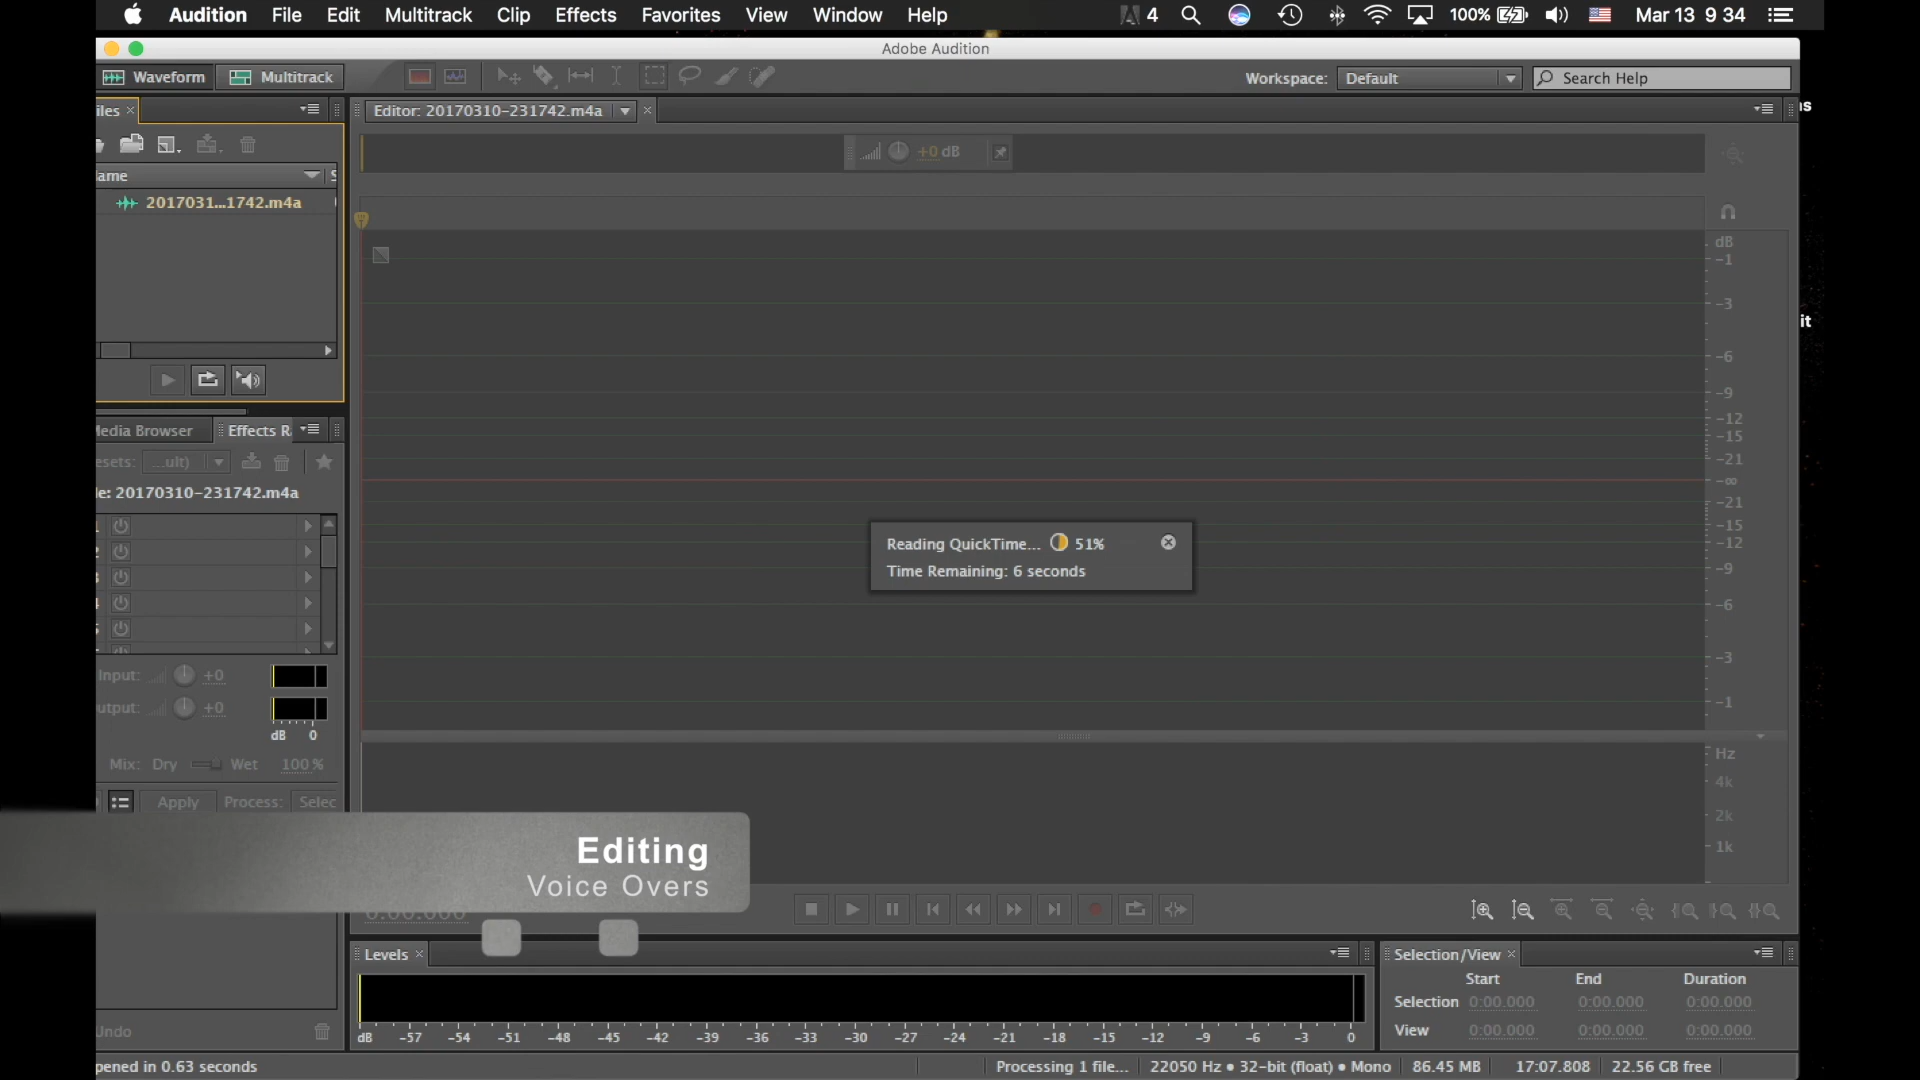 Audition File Edit Multitrack Clip Effects Favorites View Window Help 4 100% Mar 13 9 34
Adobe Audition
Waveform Multitrack Workspace: Default Search Help
iles Editor: 20170310-231742.m4a
+0 dB
ame S
2017031...1742.m4a
dB
-1
-3
-6
-9
-12
-15
-21
-∞
-21
-15
-12
-9
-6
-3
-1
it
Media Browser Effects R
esets: ...ult)
le: 20170310-231742.m4a
Reading QuickTime... 51%
Time Remaining: 6 seconds
Input: +0
utput: +0
dB 0
Mix: Dry Wet 100 %
Apply Process: Selec
Hz
4k
2k
1k
Editing
Voice Overs
0:00.000
Levels
dB -57 -54 -51 -48 -45 -42 -39 -36 -33 -30 -27 -24 -21 -18 -15 -12 -9 -6 -3 0
Selection/View
Start End Duration
Selection 0:00.000 0:00.000 0:00.000
View 0:00.000 0:00.000 0:00.000
Undo
pened in 0.63 seconds Processing 1 file... 22050 Hz • 32-bit (float) • Mono 86.45 MB 17:07.808 22.56 GB free